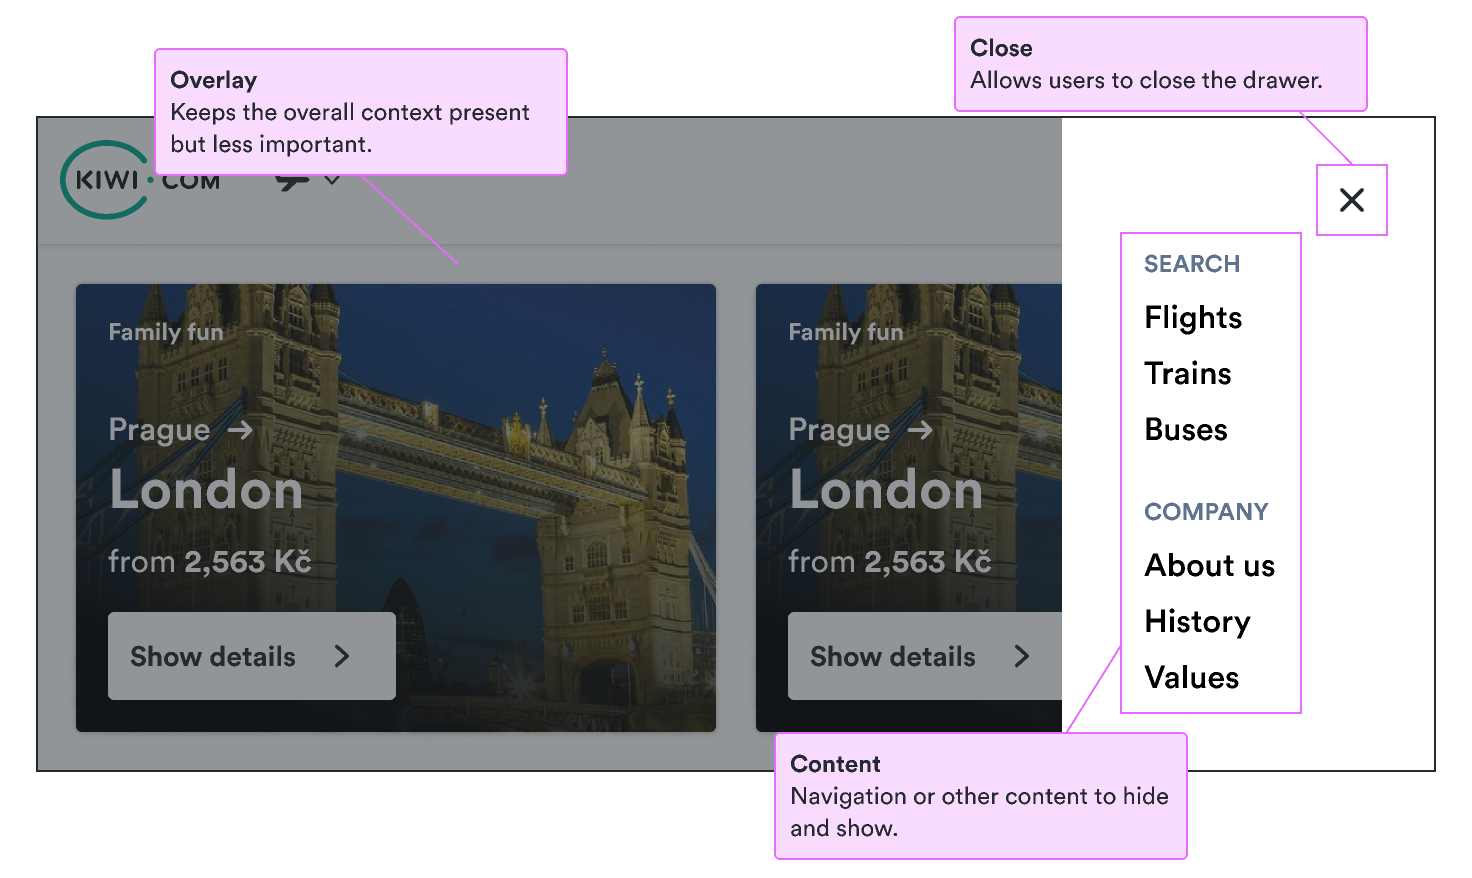 Close
Allows users to close the drawer.
Overlay
Keeps the overall context present
but less important.
KIWI.COM
Family fun
Prague →
London
from 2,563 Kč
Show details
Family fun
Prague →
London
from 2,563 Kč
Show details
SEARCH
Flights
Trains
Buses
COMPANY
About us
History
Values
Content
Navigation or other content to hide
and show.